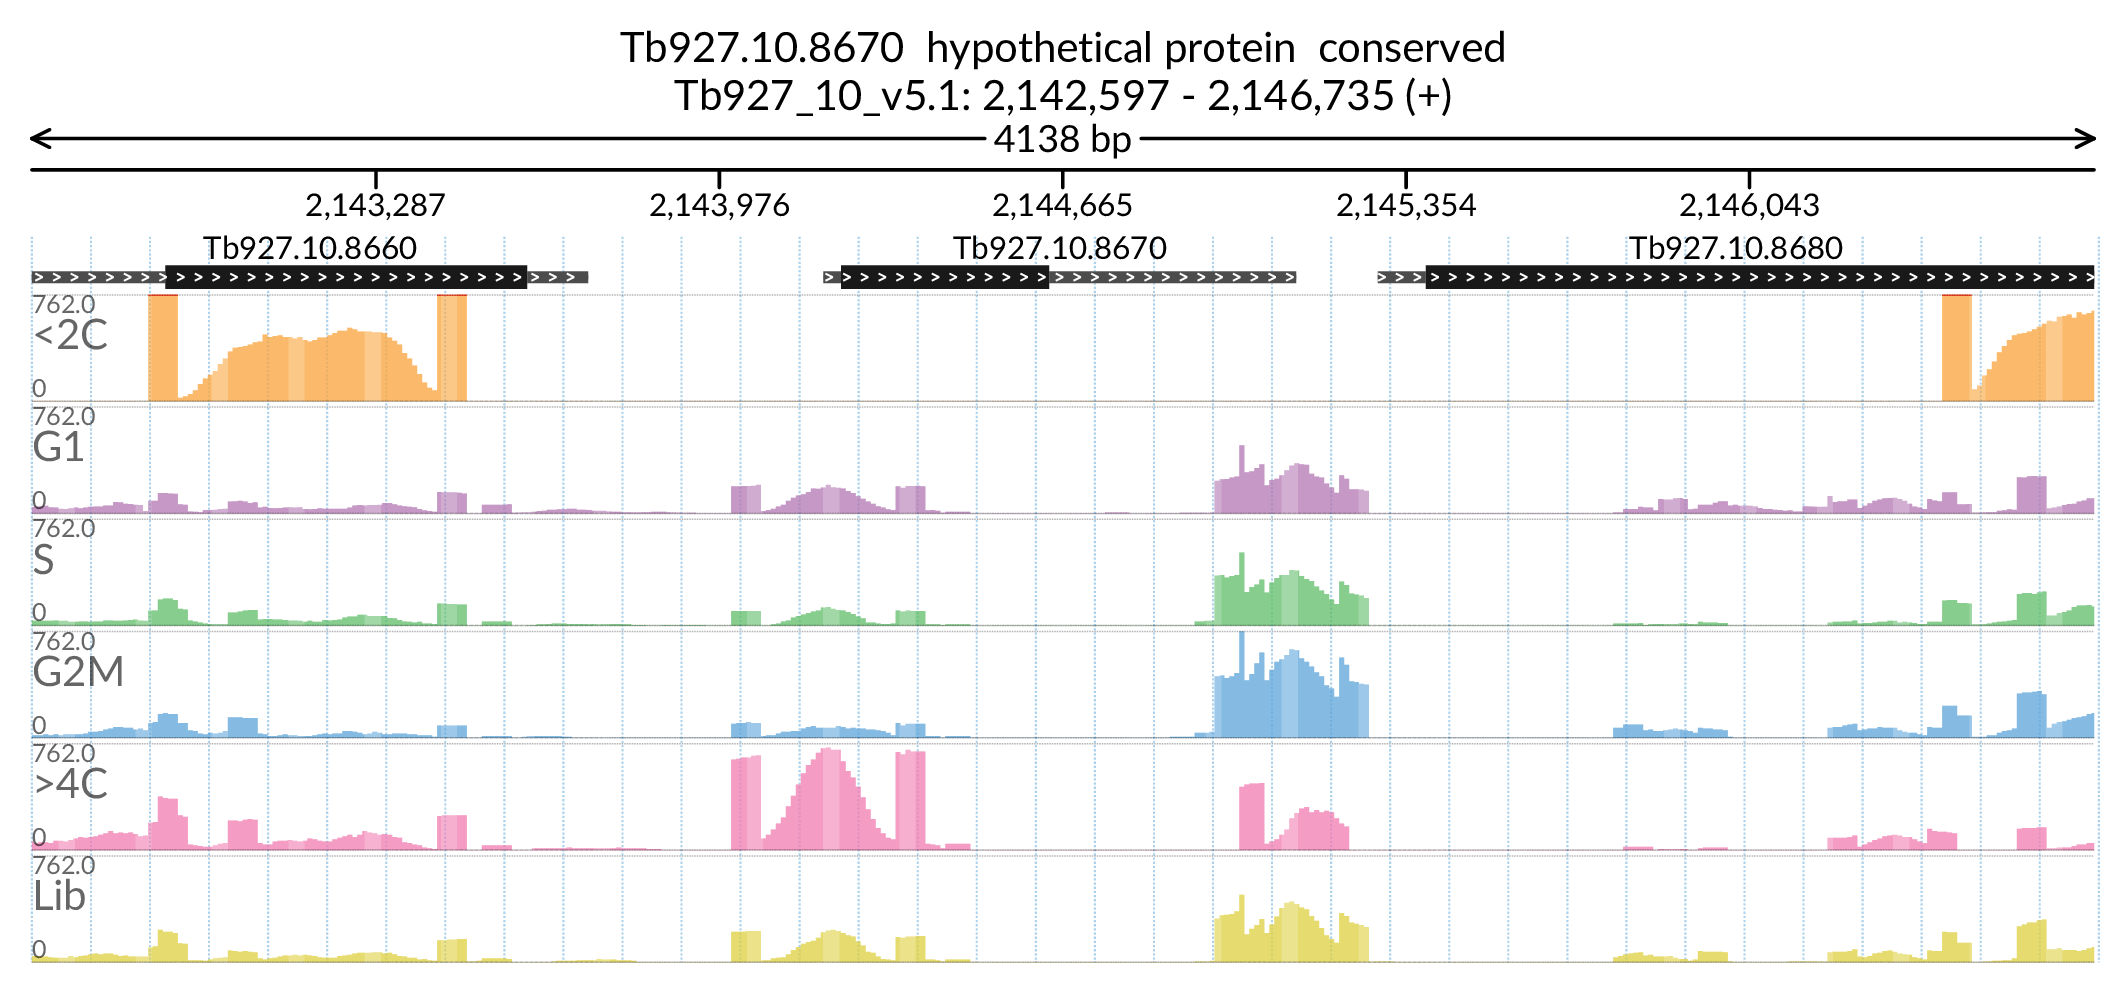 Tb927.10.8670 hypothetical protein conserved
Tb927_10_v5.1: 2,142,597 - 2,146,735 (+)
4138 bp
2,143,287 2,143,976 2,144,665 2,145,354 2,146,043
Tb927.10.8660 Tb927.10.8670 Tb927.10.8680
762.0
<2C
0
762.0
G1
0
762.0
S
0
762.0
G2M
0
762.0
>4C
0
762.0
Lib
0